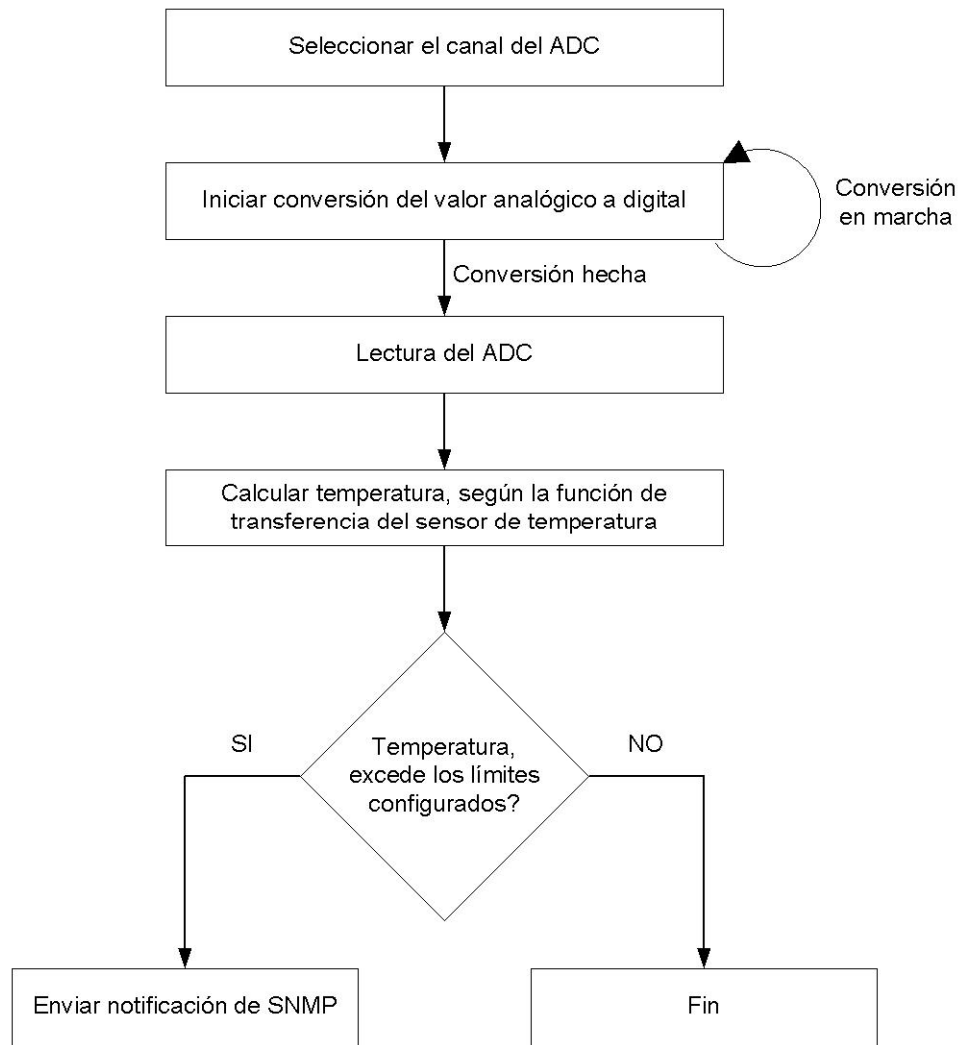 Seleccionar el canal del ADC
Iniciar conversión del valor analógico a digital
Conversión
en marcha
Conversión hecha
Lectura del ADC
Calcular temperatura, según la función de
transferencia del sensor de temperatura
SI
Temperatura,
excede los límites
configurados?
NO
Enviar notificación de SNMP
Fin